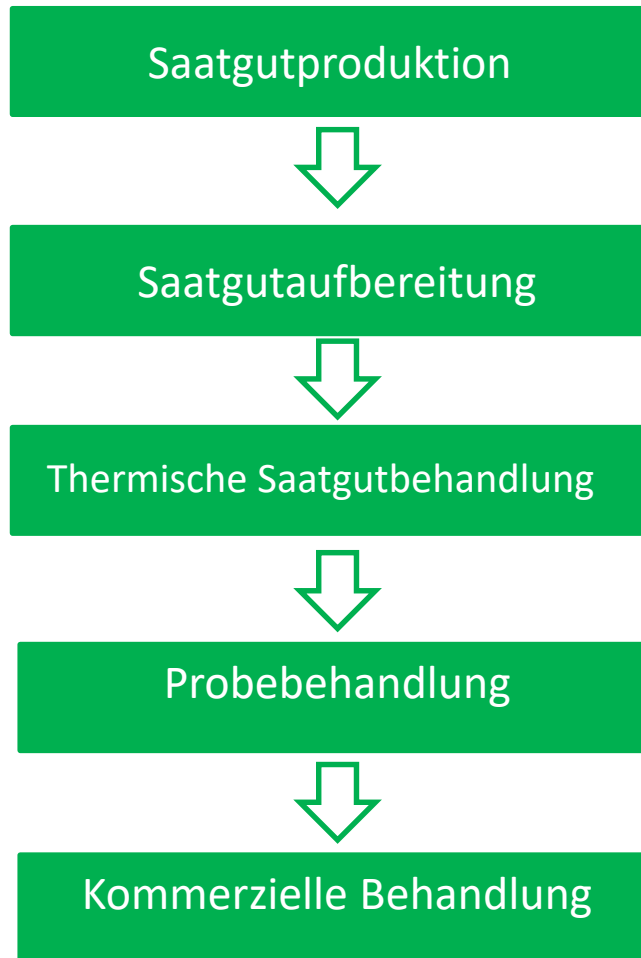 Saatgutproduktion
Saatgutaufbereitung
Thermische Saatgutbehandlung
Probebehandlung
Kommerzielle Behandlung